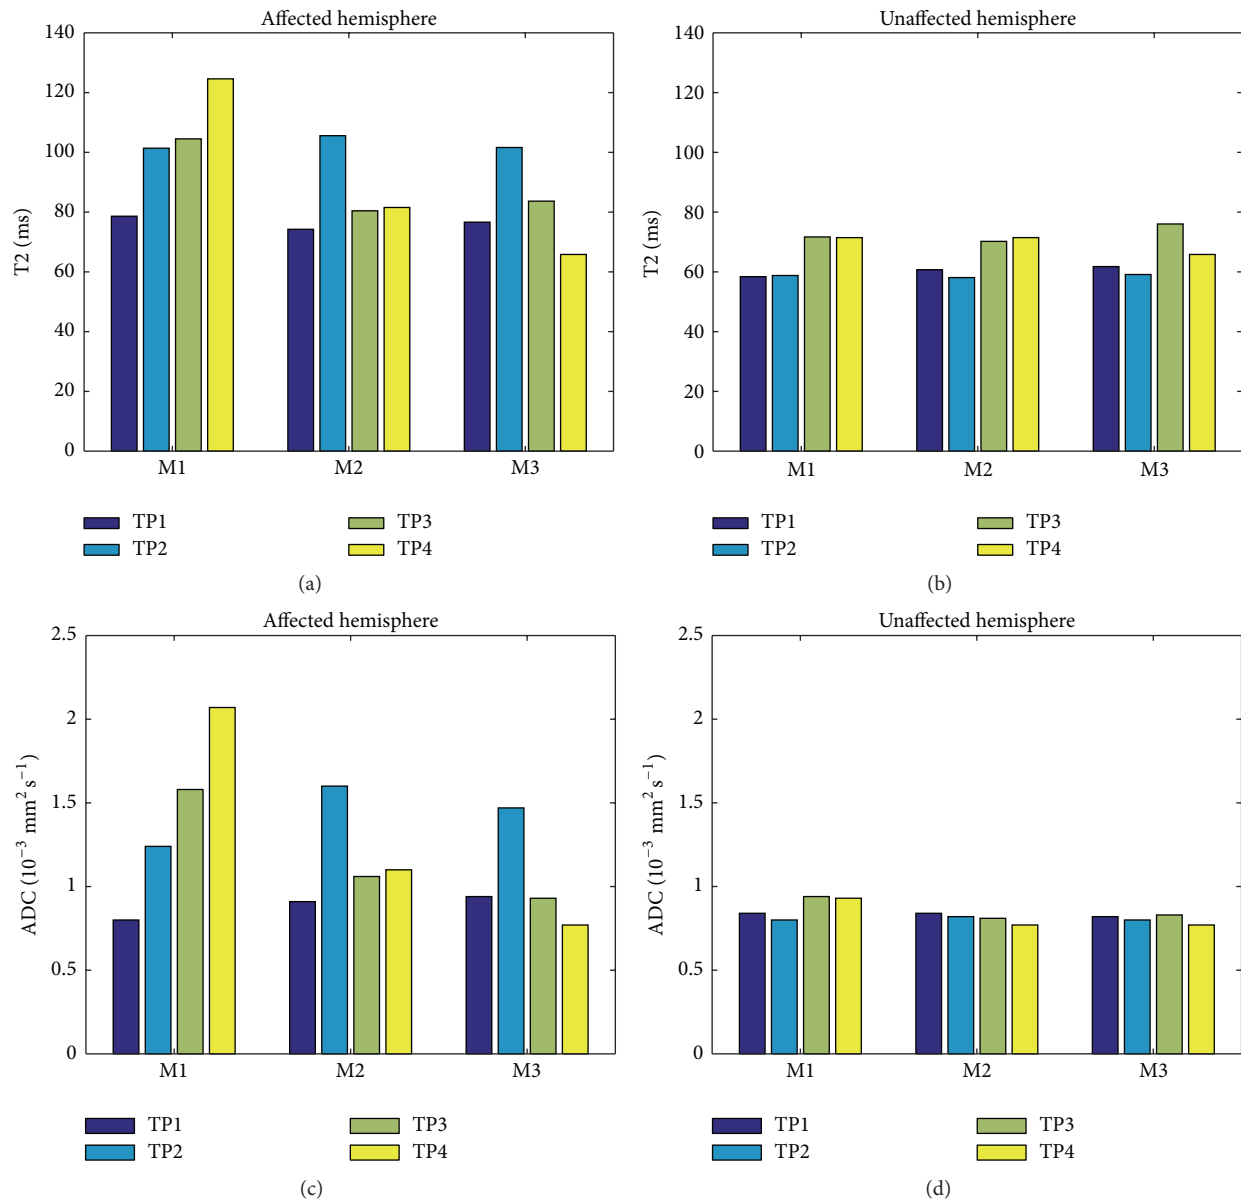 Affected hemisphere
140
120
100
80
60
40
20
0
T2 (ms)
M1 M2 M3
TP1 TP3
TP2 TP4
(a)
Unaffected hemisphere
140
120
100
80
60
40
20
0
T2 (ms)
M1 M2 M3
TP1 TP3
TP2 TP4
(b)
Affected hemisphere
2.5
2
1.5
1
0.5
0
ADC (10⁻³ mm² s⁻¹)
M1 M2 M3
TP1 TP3
TP2 TP4
(c)
Unaffected hemisphere
2.5
2
1.5
1
0.5
0
ADC (10⁻³ mm² s⁻¹)
M1 M2 M3
TP1 TP3
TP2 TP4
(d)